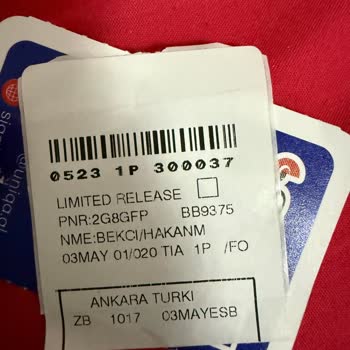 0523 1P 300037
LIMITED RELEASE
PNR:2G8GFP BB9375
NME:BEKCI/HAKANM
03MAY 01/020 TIA 1P /FO
ANKARA TURKI
ZB 1017 03MAYESB